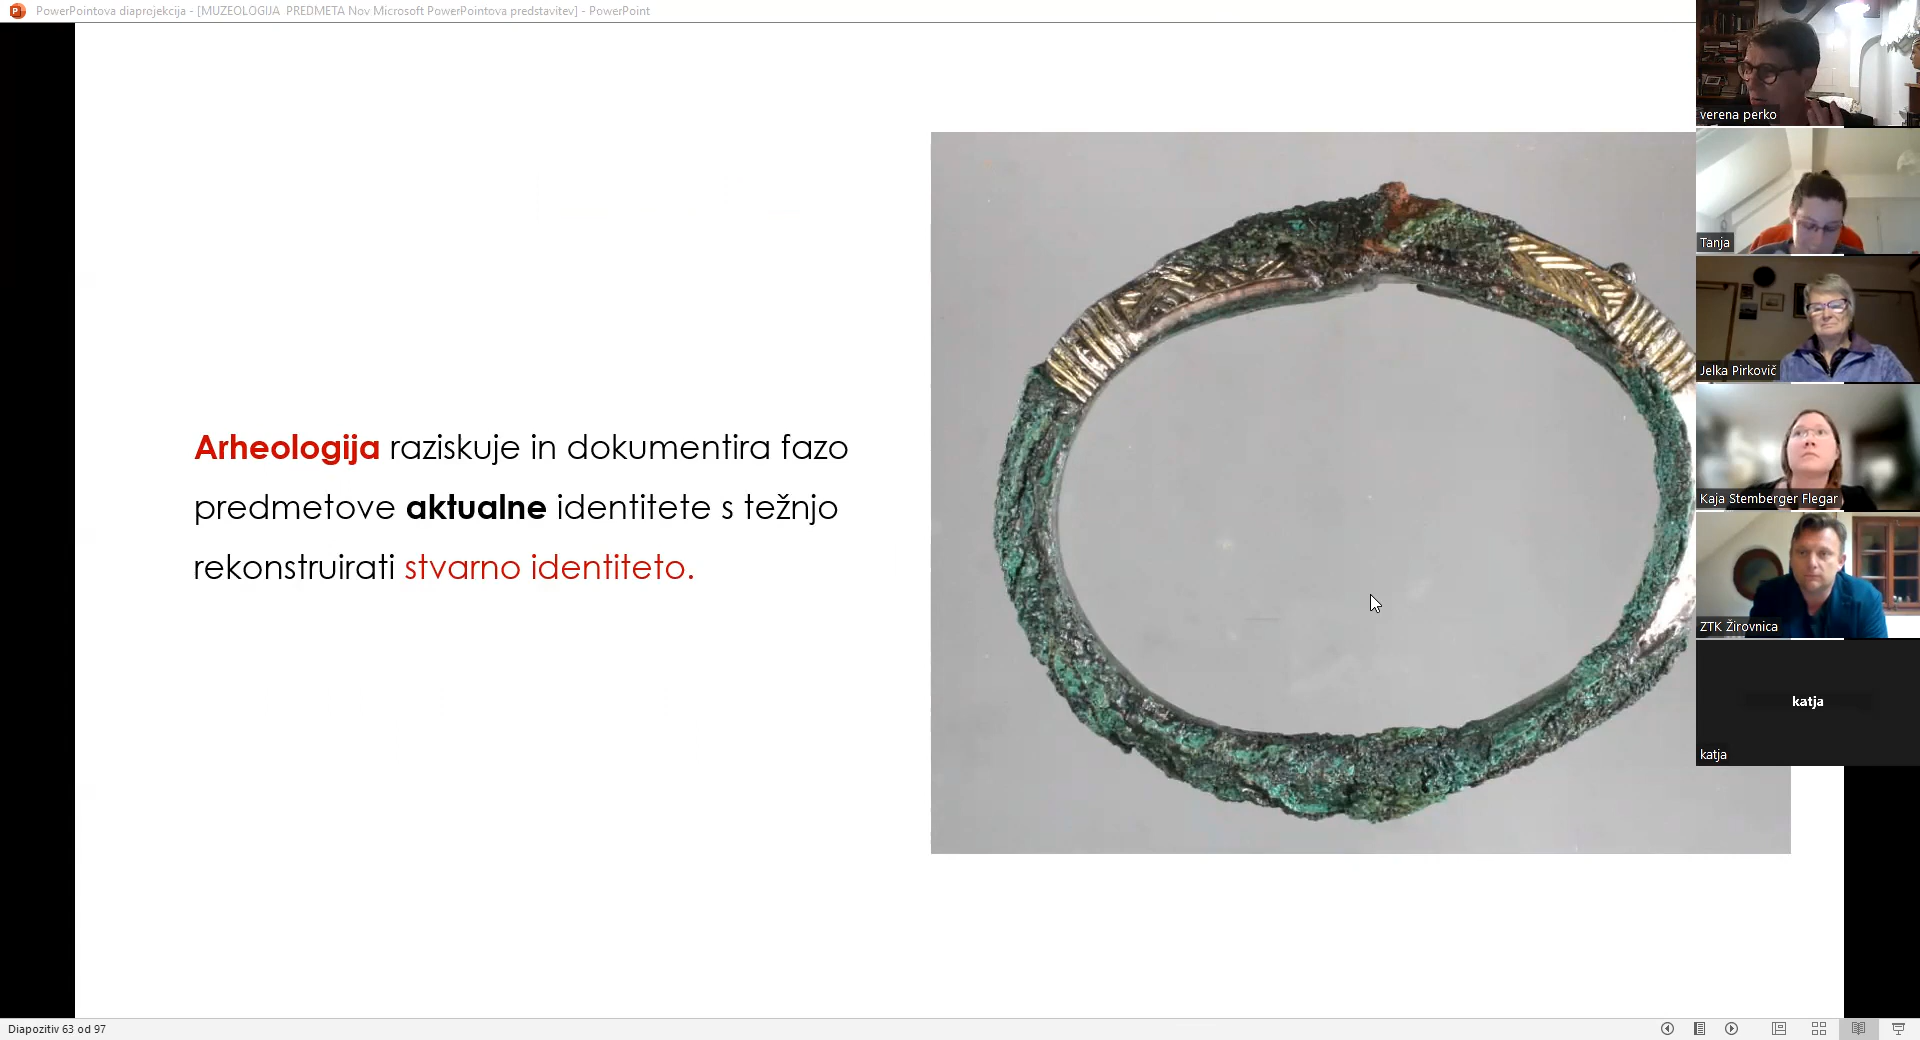 PowerPointova diaprojekcija - [MUZEOLOGIJA  PREDMETA Nov Microsoft PowerPointova predstavitev] - PowerPoint
Arheologija raziskuje in dokumentira fazo
predmetove aktualne identitete s težnjo
rekonstruirati stvarno identiteto.
verena perko
Tanja
Jelka Pirkovič
Kaja Stemberger Flegar
ZTK Žirovnica
katja
katja
Diapozitiv 63 od 97